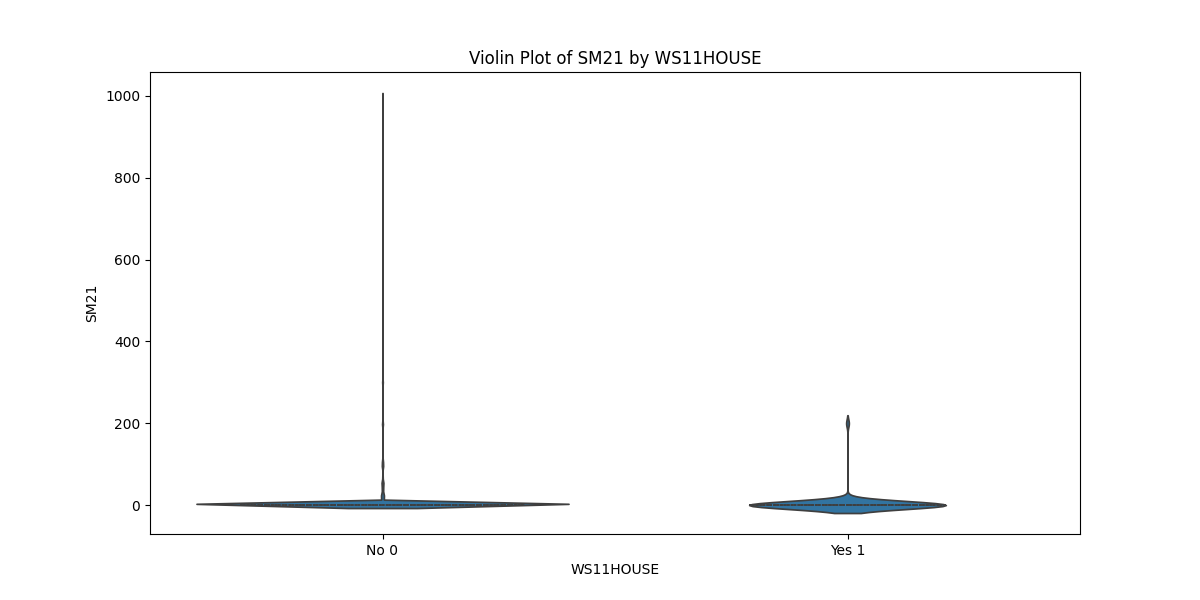 Violin Plot of SM21 by WS11HOUSE
1000
800
600
400
200
0
SM21
No 0
Yes 1
WS11HOUSE